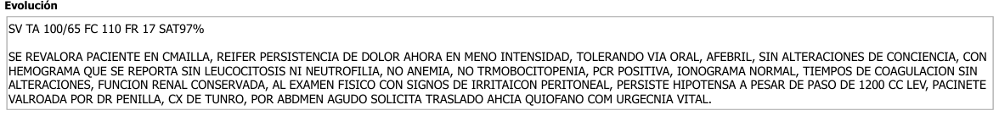 Evolución
SV TA 100/65 FC 110 FR 17 SAT97%
SE REVALORA PACIENTE EN CMAILLA, REIFER PERSISTENCIA DE DOLOR AHORA EN MENO INTENSIDAD, TOLERANDO VIA ORAL, AFEBRIL, SIN ALTERACIONES DE CONCIENCIA, CON
HEMOGRAMA QUE SE REPORTA SIN LEUCOCITOSIS NI NEUTROFILIA, NO ANEMIA, NO TRMOBOCITOPENIA, PCR POSITIVA, IONOGRAMA NORMAL, TIEMPOS DE COAGULACION SIN
ALTERACIONES, FUNCION RENAL CONSERVADA, AL EXAMEN FISICO CON SIGNOS DE IRRITAICON PERITONEAL, PERSISTE HIPOTENSA A PESAR DE PASO DE 1200 CC LEV, PACINETE
VALROADA POR DR PENILLA, CX DE TUNRO, POR ABDMEN AGUDO SOLICITA TRASLADO AHCIA QUIOFANO COM URGECNIA VITAL.